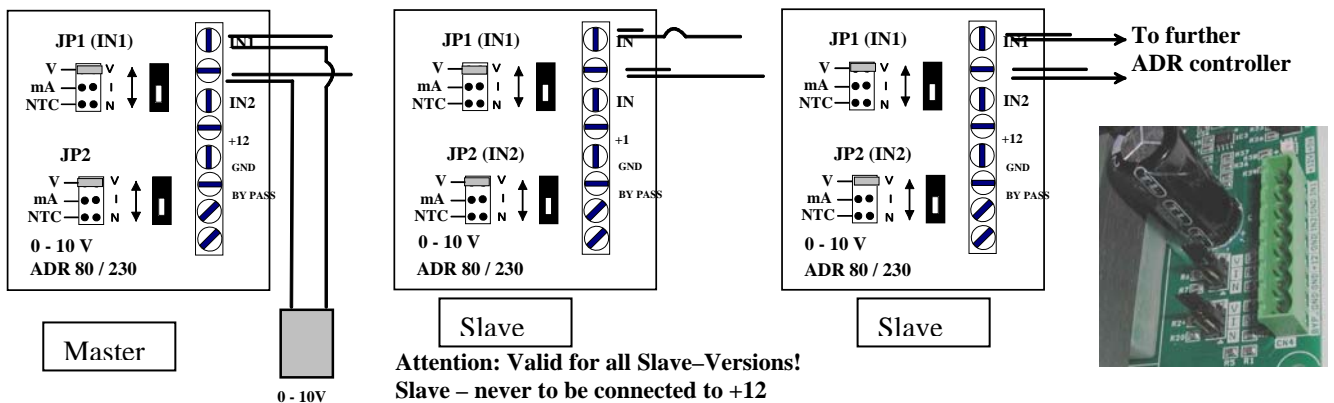 JP1 (IN1)
V V
mA I
NTC N
IN1
IN2
+12
GND
BY PASS
JP2
V V
mA I
NTC N
0 - 10 V
ADR 80 / 230
Master
0 - 10V
JP1 (IN1)
V V
mA I
NTC N
IN
IN
+1
GND
BY PASS
JP2 (IN2)
V V
mA I
NTC N
0 - 10 V
ADR 80 / 230
Slave
Attention: Valid for all Slave–Versions!
Slave – never to be connected to +12
JP1 (IN1)
V V
mA I
NTC N
IN1
IN2
+12
GND
BY PASS
JP2 (IN2)
V V
mA I
NTC N
0 - 10 V
ADR 80 / 230
Slave
To further
ADR controller
V I N
V I N
CN4
R20
R5 R1